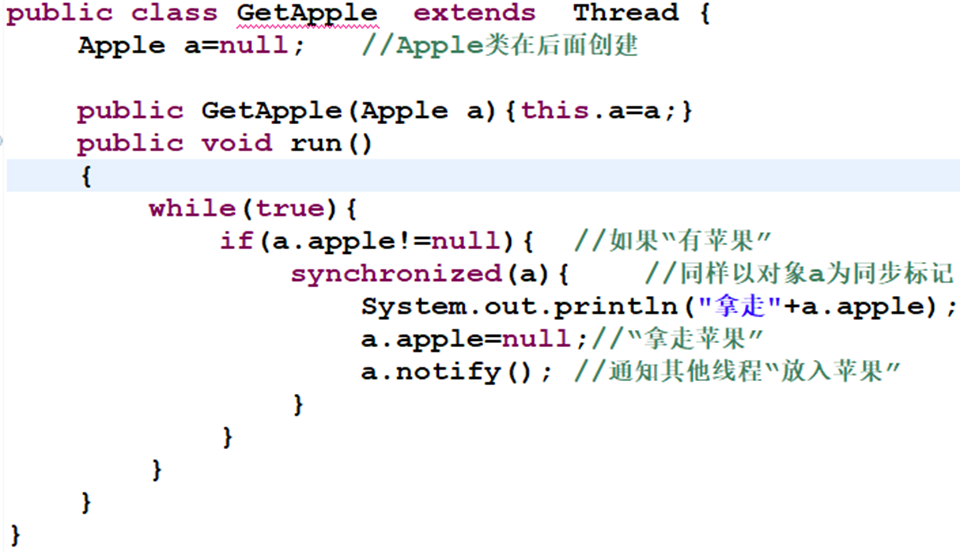 public class GetApple  extends  Thread {
    Apple a=null;   //Apple类在后面创建
    public GetApple(Apple a){this.a=a;}
    public void run()
    {
        while(true){
            if(a.apple!=null){  //如果“有苹果”
                synchronized(a){    //同样以对象a为同步标记
                    System.out.println("拿走"+a.apple);
                    a.apple=null;//“拿走苹果”
                    a.notify(); //通知其他线程“放入苹果”
                }
            }
        }
    }
}